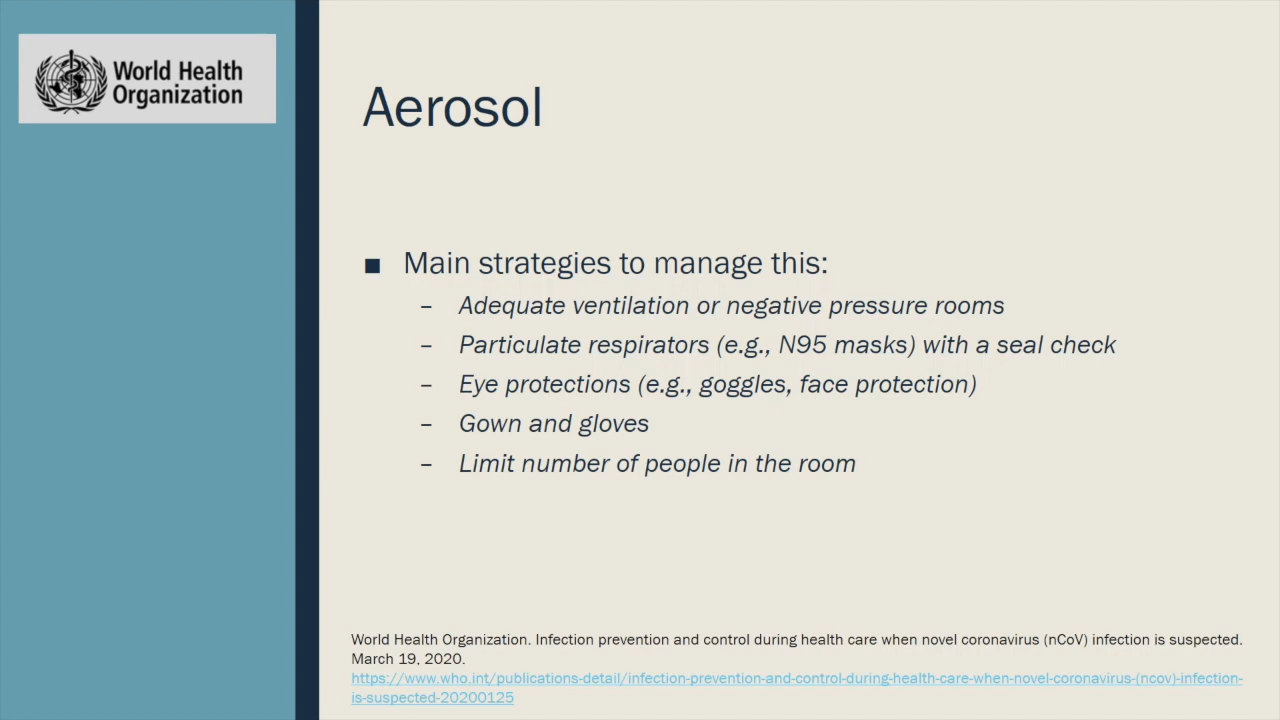 World Health
Organization
Aerosol
■ Main strategies to manage this:
– Adequate ventilation or negative pressure rooms
– Particulate respirators (e.g., N95 masks) with a seal check
– Eye protections (e.g., goggles, face protection)
– Gown and gloves
– Limit number of people in the room
World Health Organization. Infection prevention and control during health care when novel coronavirus (nCoV) infection is suspected.
March 19, 2020.
https://www.who.int/publications-detail/infection-prevention-and-control-during-health-care-when-novel-coronavirus-(ncov)-infection-
is-suspected-20200125